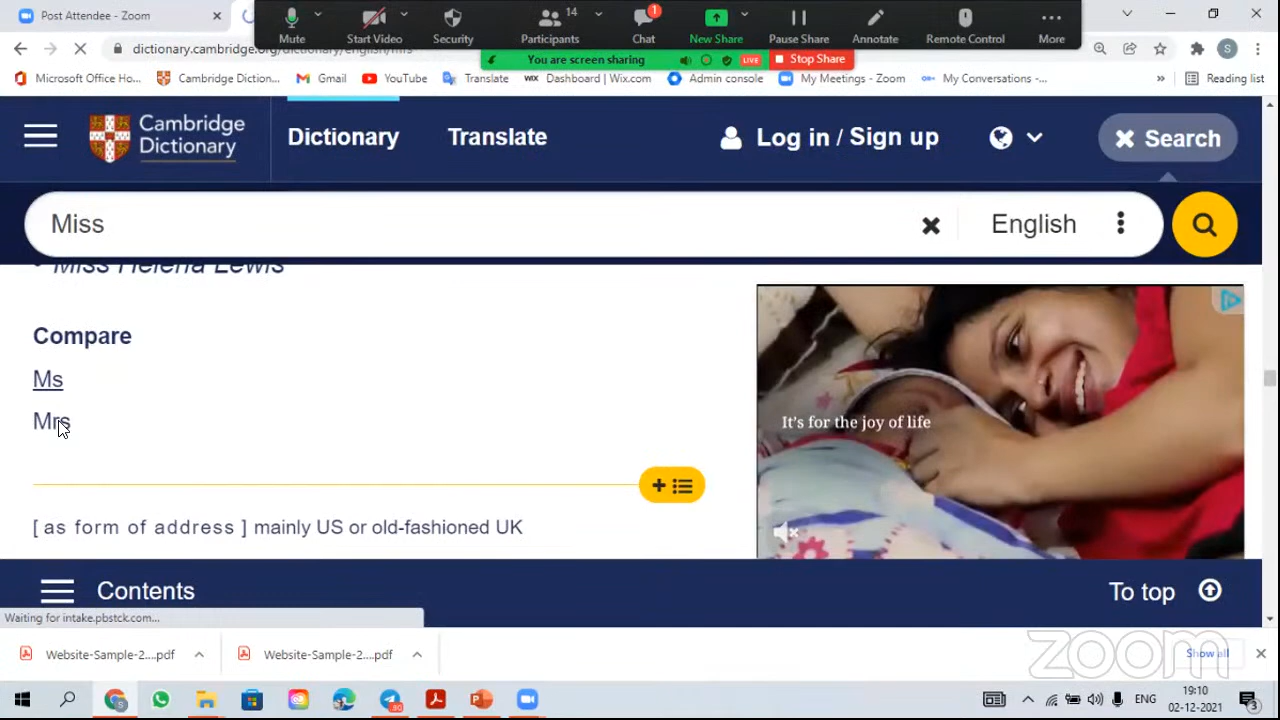 Post Attendee - Zoom
Mute
Start Video
Security
14
Participants
1
Chat
New Share
Pause Share
Annotate
Remote Control
More
dictionary.cambridge.org/dictionary/english/mrs
You are screen sharing
LIVE
Stop Share
S
Microsoft Office Ho...
Cambridge Diction...
Gmail
YouTube
Translate
WIX Dashboard | Wix.com
Admin console
My Meetings - Zoom
My Conversations -...
»
Reading list
Cambridge Dictionary
Dictionary
Translate
Log in / Sign up
Search
Miss
English
• Miss Helena Lewis
Compare
Ms
Mrs
It's for the joy of life
[ as form of address ] mainly US or old-fashioned UK
Contents
To top
Waiting for intake.pbstck.com...
Website-Sample-2....pdf
Website-Sample-2....pdf
zoom
Show all
ENG
19:10
02-12-2021
3